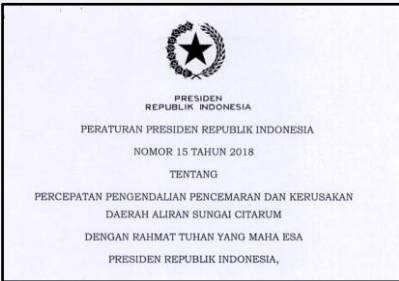 PRESIDEN
REPUBLIK INDONESIA
PERATURAN PRESIDEN REPUBLIK INDONESIA
NOMOR 15 TAHUN 2018
TENTANG
PERCEPATAN PENGENDALIAN PENCEMARAN DAN KERUSAKAN
DAERAH ALIRAN SUNGAI CITARUM
DENGAN RAHMAT TUHAN YANG MAHA ESA
PRESIDEN REPUBLIK INDONESIA,